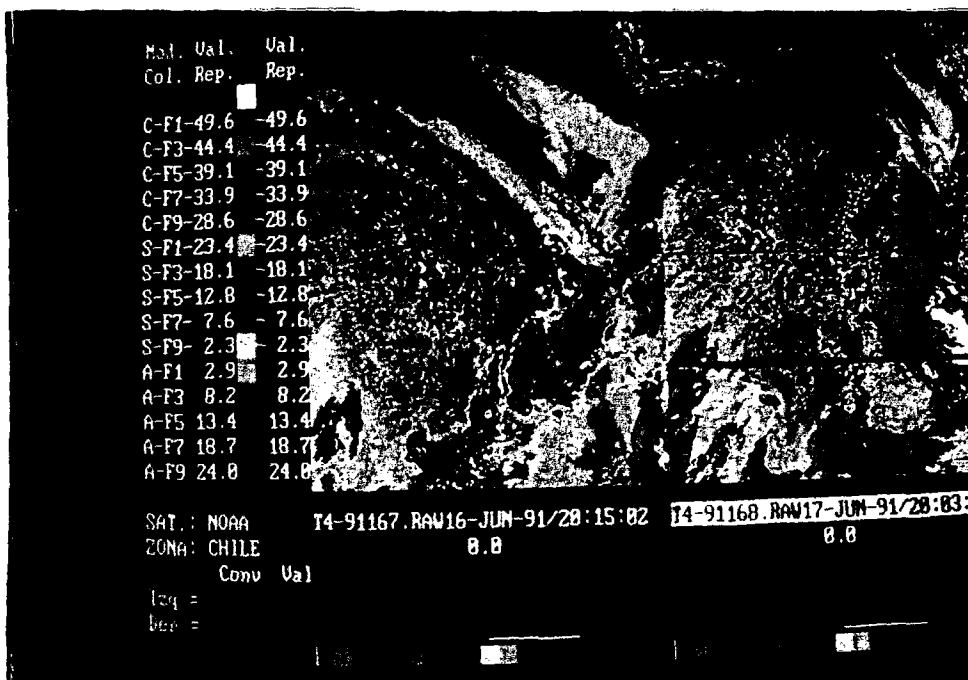 Mod. Val. Val.
Col. Rep. Rep.
C-F1-49.6 -49.6
C-F3-44.4 -44.4
C-F5-39.1 -39.1
C-F7-33.9 -33.9
C-F9-28.6 -28.6
S-F1-23.4 -23.4
S-F3-18.1 -18.1
S-F5-12.8 -12.8
S-F7- 7.6 - 7.6
S-F9- 2.3 - 2.3
A-F1 2.9 2.9
A-F3 8.2 8.2
A-F5 13.4 13.4
A-F7 18.7 18.7
A-F9 24.0 24.0
SAT.: NOAA T4-91167.RAW16-JUN-91/20:15:02 T4-91168.RAW17-JUN-91/20:03:
ZONA: CHILE 0.0 0.0
Conv Val
Izq =
Der =